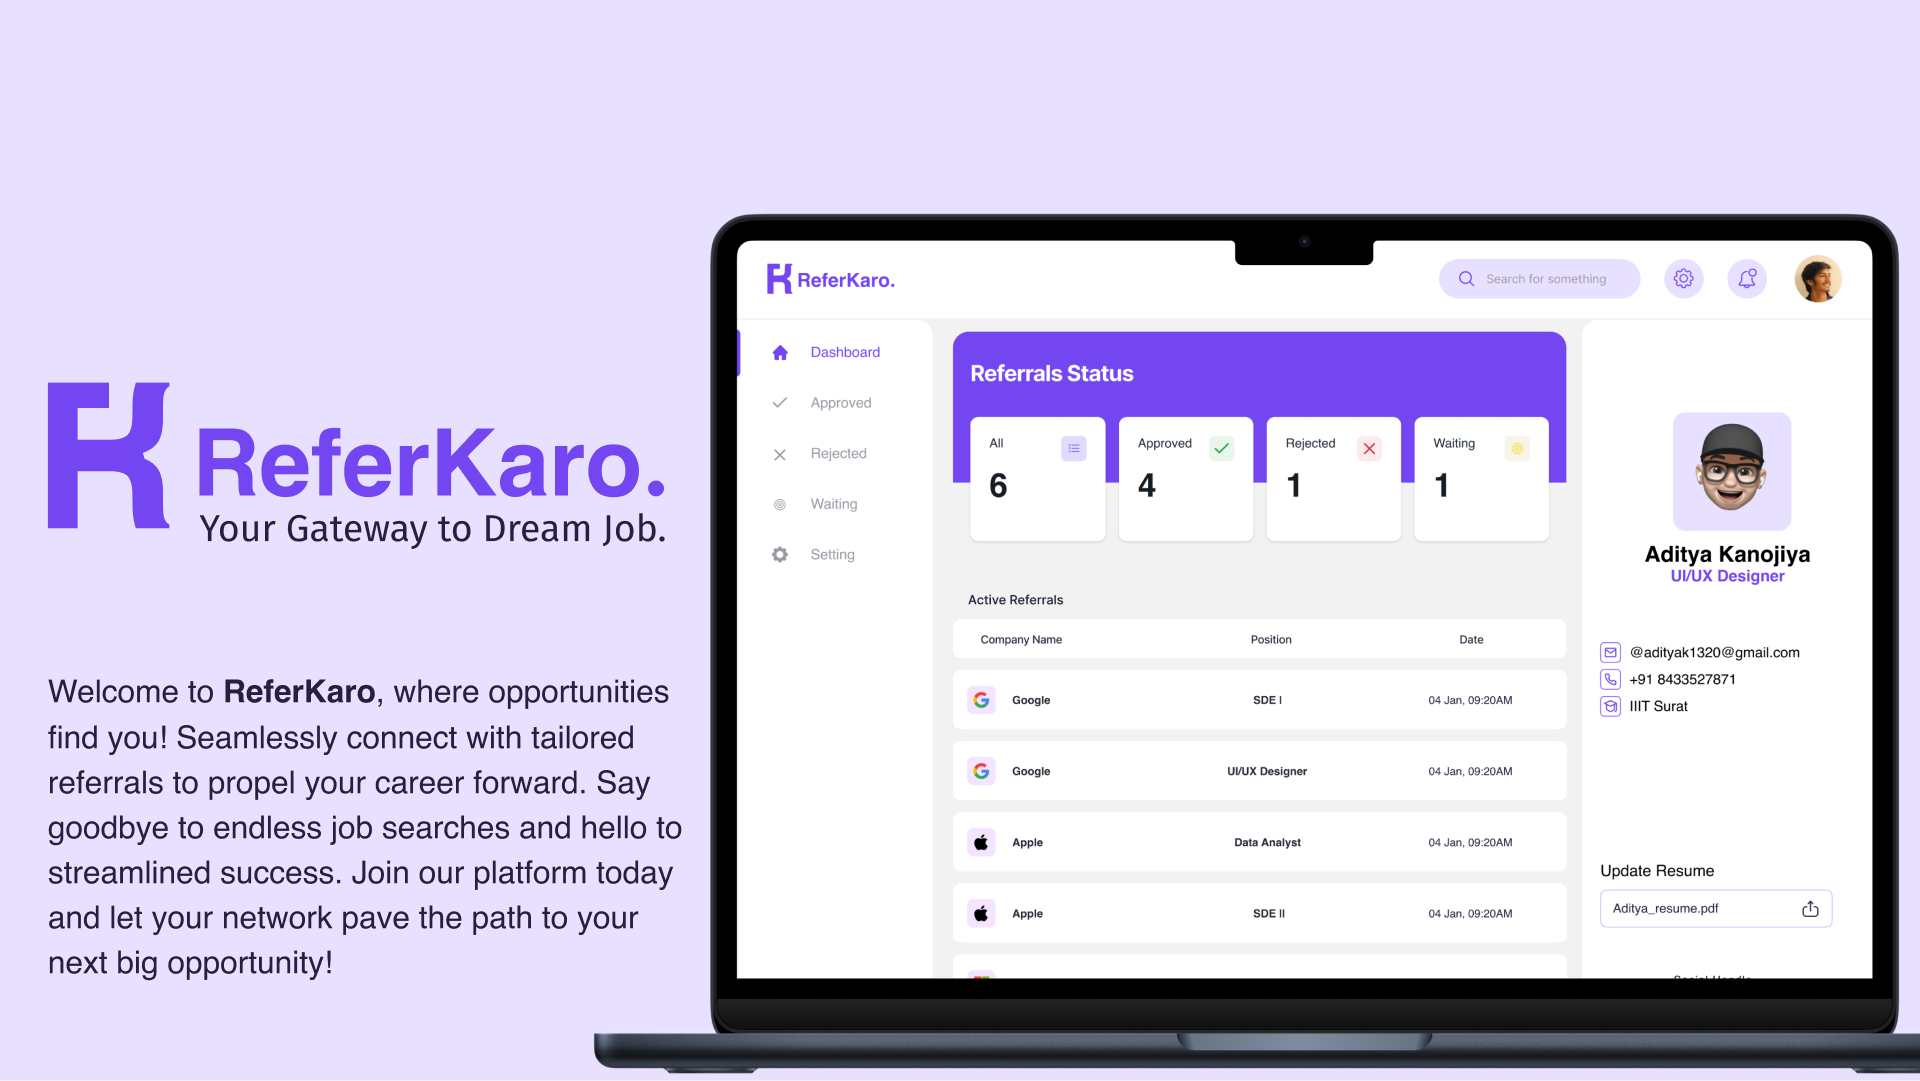 ReferKaro.
Your Gateway to Dream Job.
Welcome to ReferKaro, where opportunities
find you! Seamlessly connect with tailored
referrals to propel your career forward. Say
goodbye to endless job searches and hello to
streamlined success. Join our platform today
and let your network pave the path to your
next big opportunity!
ReferKaro.
Search for something
Dashboard
Approved
Rejected
Waiting
Setting
Referrals Status
All
6
Approved
4
Rejected
1
Waiting
1
Active Referrals
Company Name Position Date
Google SDE I 04 Jan, 09:20AM
Google UI/UX Designer 04 Jan, 09:20AM
Apple Data Analyst 04 Jan, 09:20AM
Apple SDE II 04 Jan, 09:20AM
Aditya Kanojiya
UI/UX Designer
@adityak1320@gmail.com
+91 8433527871
IIIT Surat
Update Resume
Aditya_resume.pdf